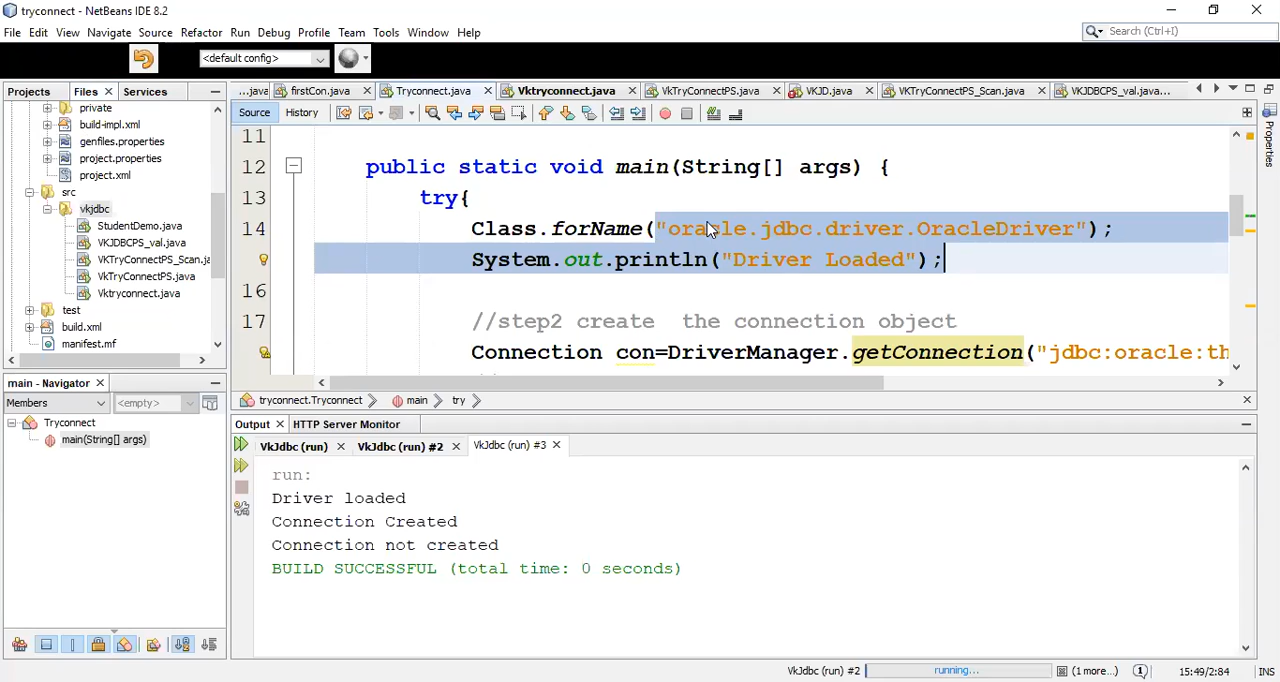 tryconnect - NetBeans IDE 8.2
File Edit View Navigate Source Refactor Run Debug Profile Team Tools Window Help
Search (Ctrl+I)
<default config>
Projects Files Services
...java firstCon.java Tryconnect.java Vktryconnect.java VkTryConnectPS.java VKJD.java VKTryConnectPS_Scan.java VKJDBCPS_val.java...
Source History
private
build-impl.xml
genfiles.properties
project.properties
project.xml
src
vkjdbc
StudentDemo.java
VKJDBCPS_val.java
VKTryConnectPS_Scan.ja
VkTryConnectPS.java
Vktryconnect.java
test
build.xml
manifest.mf
11
12 public static void main(String[] args) {
13 try{
14 Class.forName("oracle.jdbc.driver.OracleDriver");
System.out.println("Driver Loaded");
16
17 //step2 create the connection object
Connection con=DriverManager.getConnection("jdbc:oracle:th
tryconnect.Tryconnect main try
Properties
main - Navigator
Members <empty>
Tryconnect
main(String[] args)
Output HTTP Server Monitor
VkJdbc (run) VkJdbc (run) #2 VkJdbc (run) #3
run:
Driver loaded
Connection Created
Connection not created
BUILD SUCCESSFUL (total time: 0 seconds)
VkJdbc (run) #2 running... (1 more...) 15:49/2:84 INS